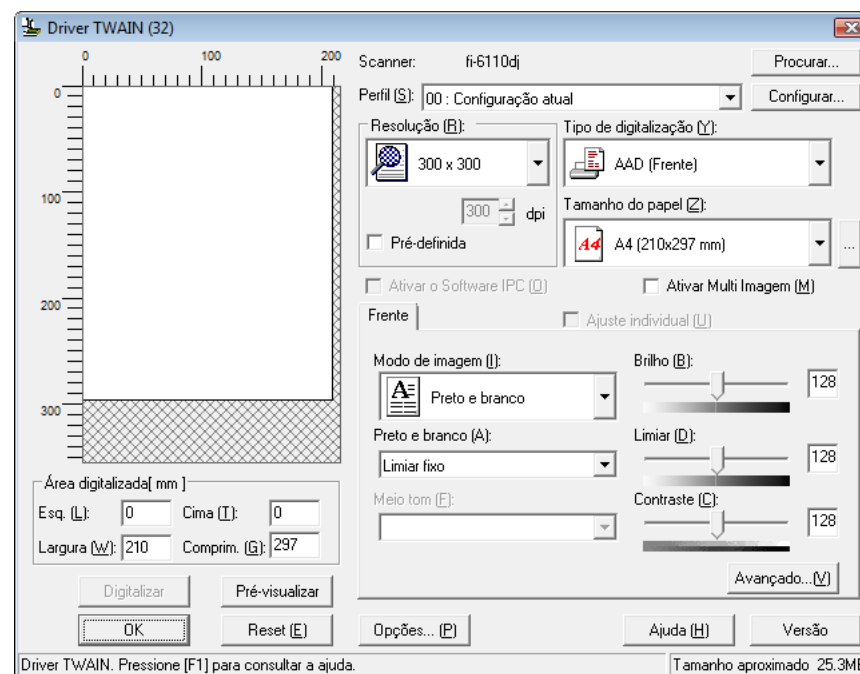 Driver TWAIN (32)
0 100 200
0
100
200
300
Scanner: fi-6110dj Procurar...
Perfil (S): 00 : Configuração atual Configurar...
Resolução (R):
300 x 300
300 dpi
Pré-definida
Tipo de digitalização (Y):
AAD (Frente)
Tamanho do papel (Z):
A4 A4 (210x297 mm) ...
Ativar o Software IPC (O) Ativar Multi Imagem (M)
Frente Ajuste individual (U)
Modo de imagem (I):
A Preto e branco
Preto e branco (A):
Limiar fixo
Meio tom (F):
Brilho (B):
128
Limiar (D):
128
Contraste (C):
128
Avançado...(V)
Área digitalizada[ mm ]
Esq. (L): 0 Cima (T): 0
Largura (W): 210 Comprim. (G): 297
Digitalizar Pré-visualizar
OK Reset (E) Opções... (P) Ajuda (H) Versão
Driver TWAIN. Pressione [F1] para consultar a ajuda. Tamanho aproximado 25.3MB